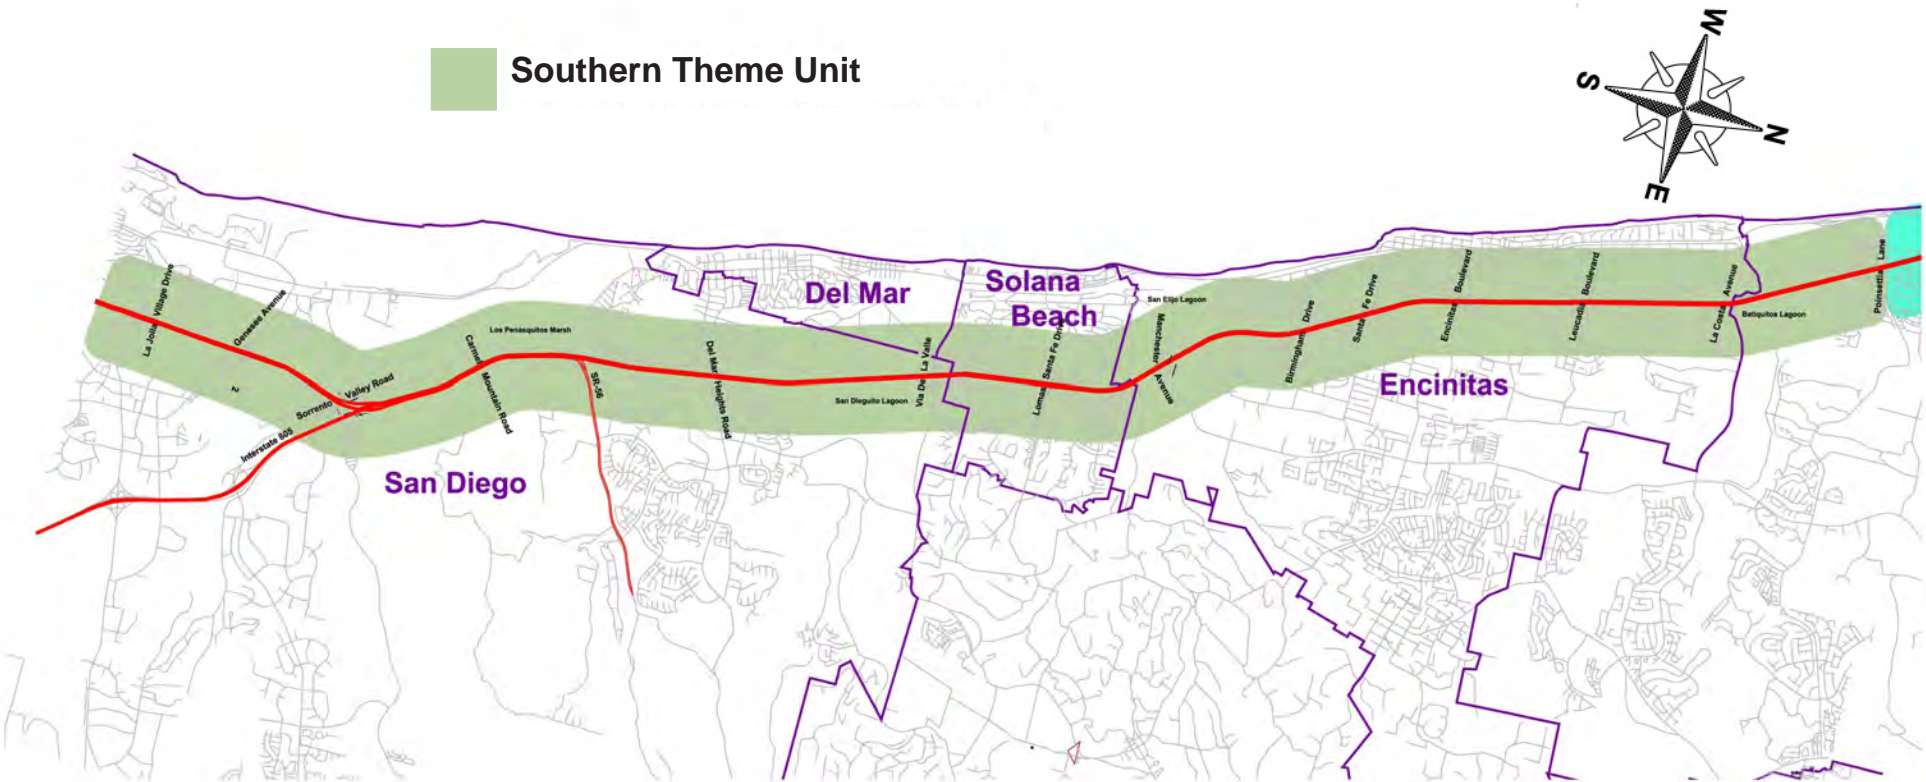 Southern Theme Unit
W
S
N
E
Del Mar
Solana
Beach
San Diego
Encinitas
La Jolla Village Drive
Genesee Avenue
2
Interstate 805
Sorrento Valley Road
Carmel Mountain Road
Los Penasquitos Marsh
SR-56
Del Mar Heights Road
San Dieguito Lagoon
Via De La Valle
Lomas Santa Fe Drive
San Elijo Lagoon
Manchester Avenue
Birmingham Drive
Santa Fe Drive
Encinitas Boulevard
Leucadia Boulevard
La Costa Avenue
Batiquitos Lagoon
Poinsettia Lane